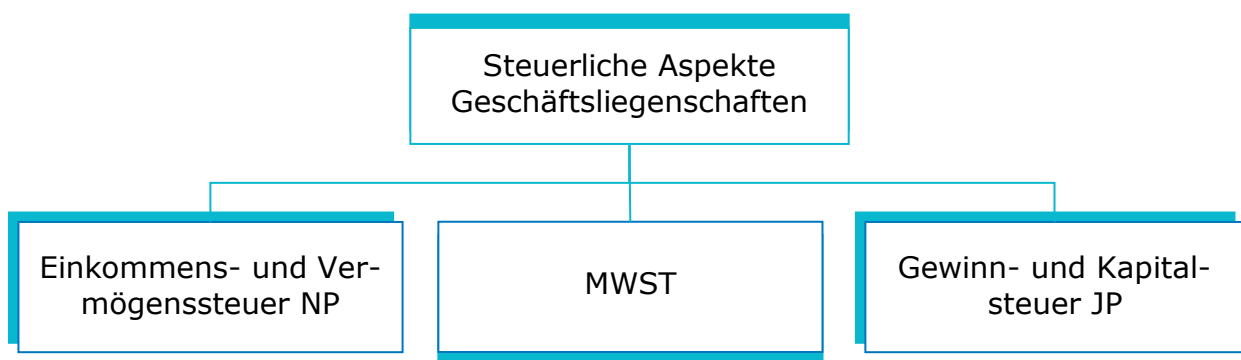 Steuerliche Aspekte
Geschäftsliegenschaften
Einkommens- und Ver-
mögenssteuer NP
MWST
Gewinn- und Kapital-
steuer JP